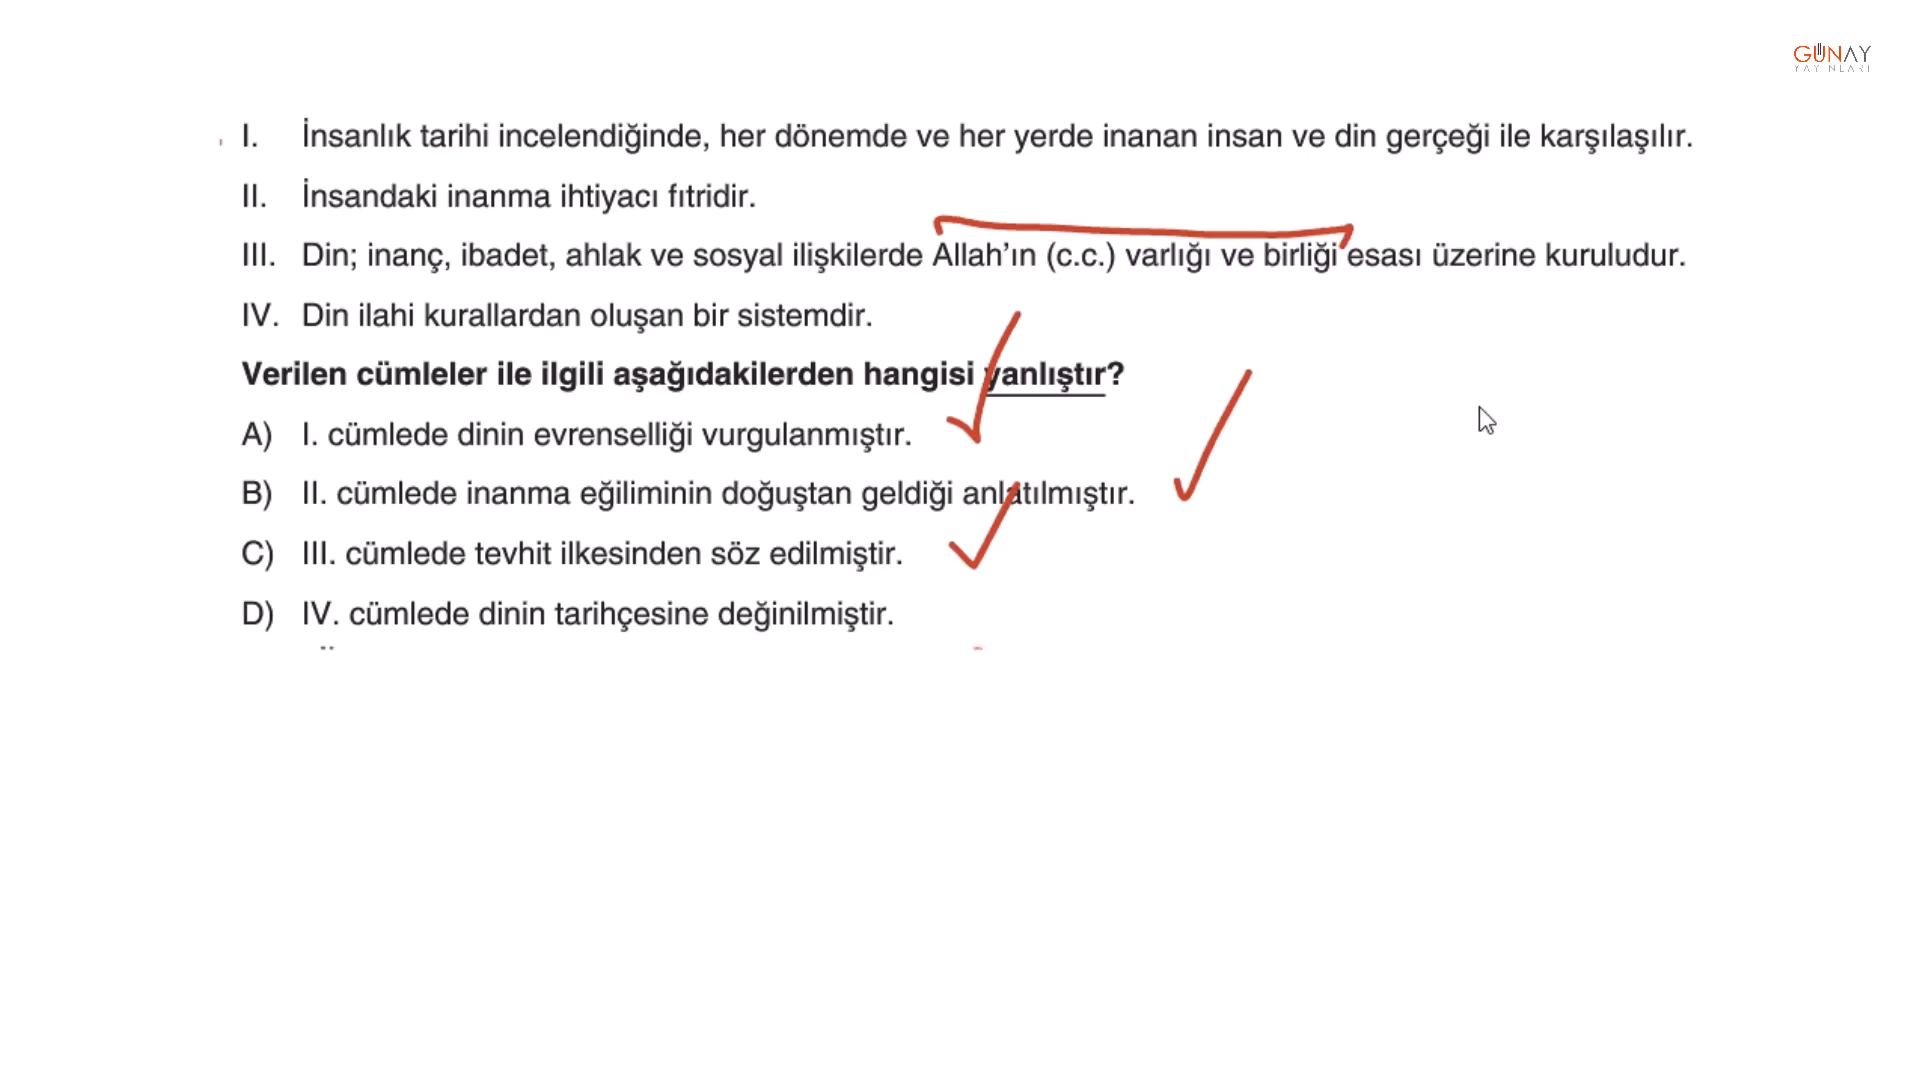 GÜNAY
YAYINLARI
I. İnsanlık tarihi incelendiğinde, her dönemde ve her yerde inanan insan ve din gerçeği ile karşılaşılır.
II. İnsandaki inanma ihtiyacı fıtridir.
III. Din; inanç, ibadet, ahlak ve sosyal ilişkilerde Allah’ın (c.c.) varlığı ve birliği esası üzerine kuruludur.
IV. Din ilahi kurallardan oluşan bir sistemdir.
Verilen cümleler ile ilgili aşağıdakilerden hangisi yanlıştır?
A) I. cümlede dinin evrenselliği vurgulanmıştır.
B) II. cümlede inanma eğiliminin doğuştan geldiği anlatılmıştır.
C) III. cümlede tevhit ilkesinden söz edilmiştir.
D) IV. cümlede dinin tarihçesine değinilmiştir.